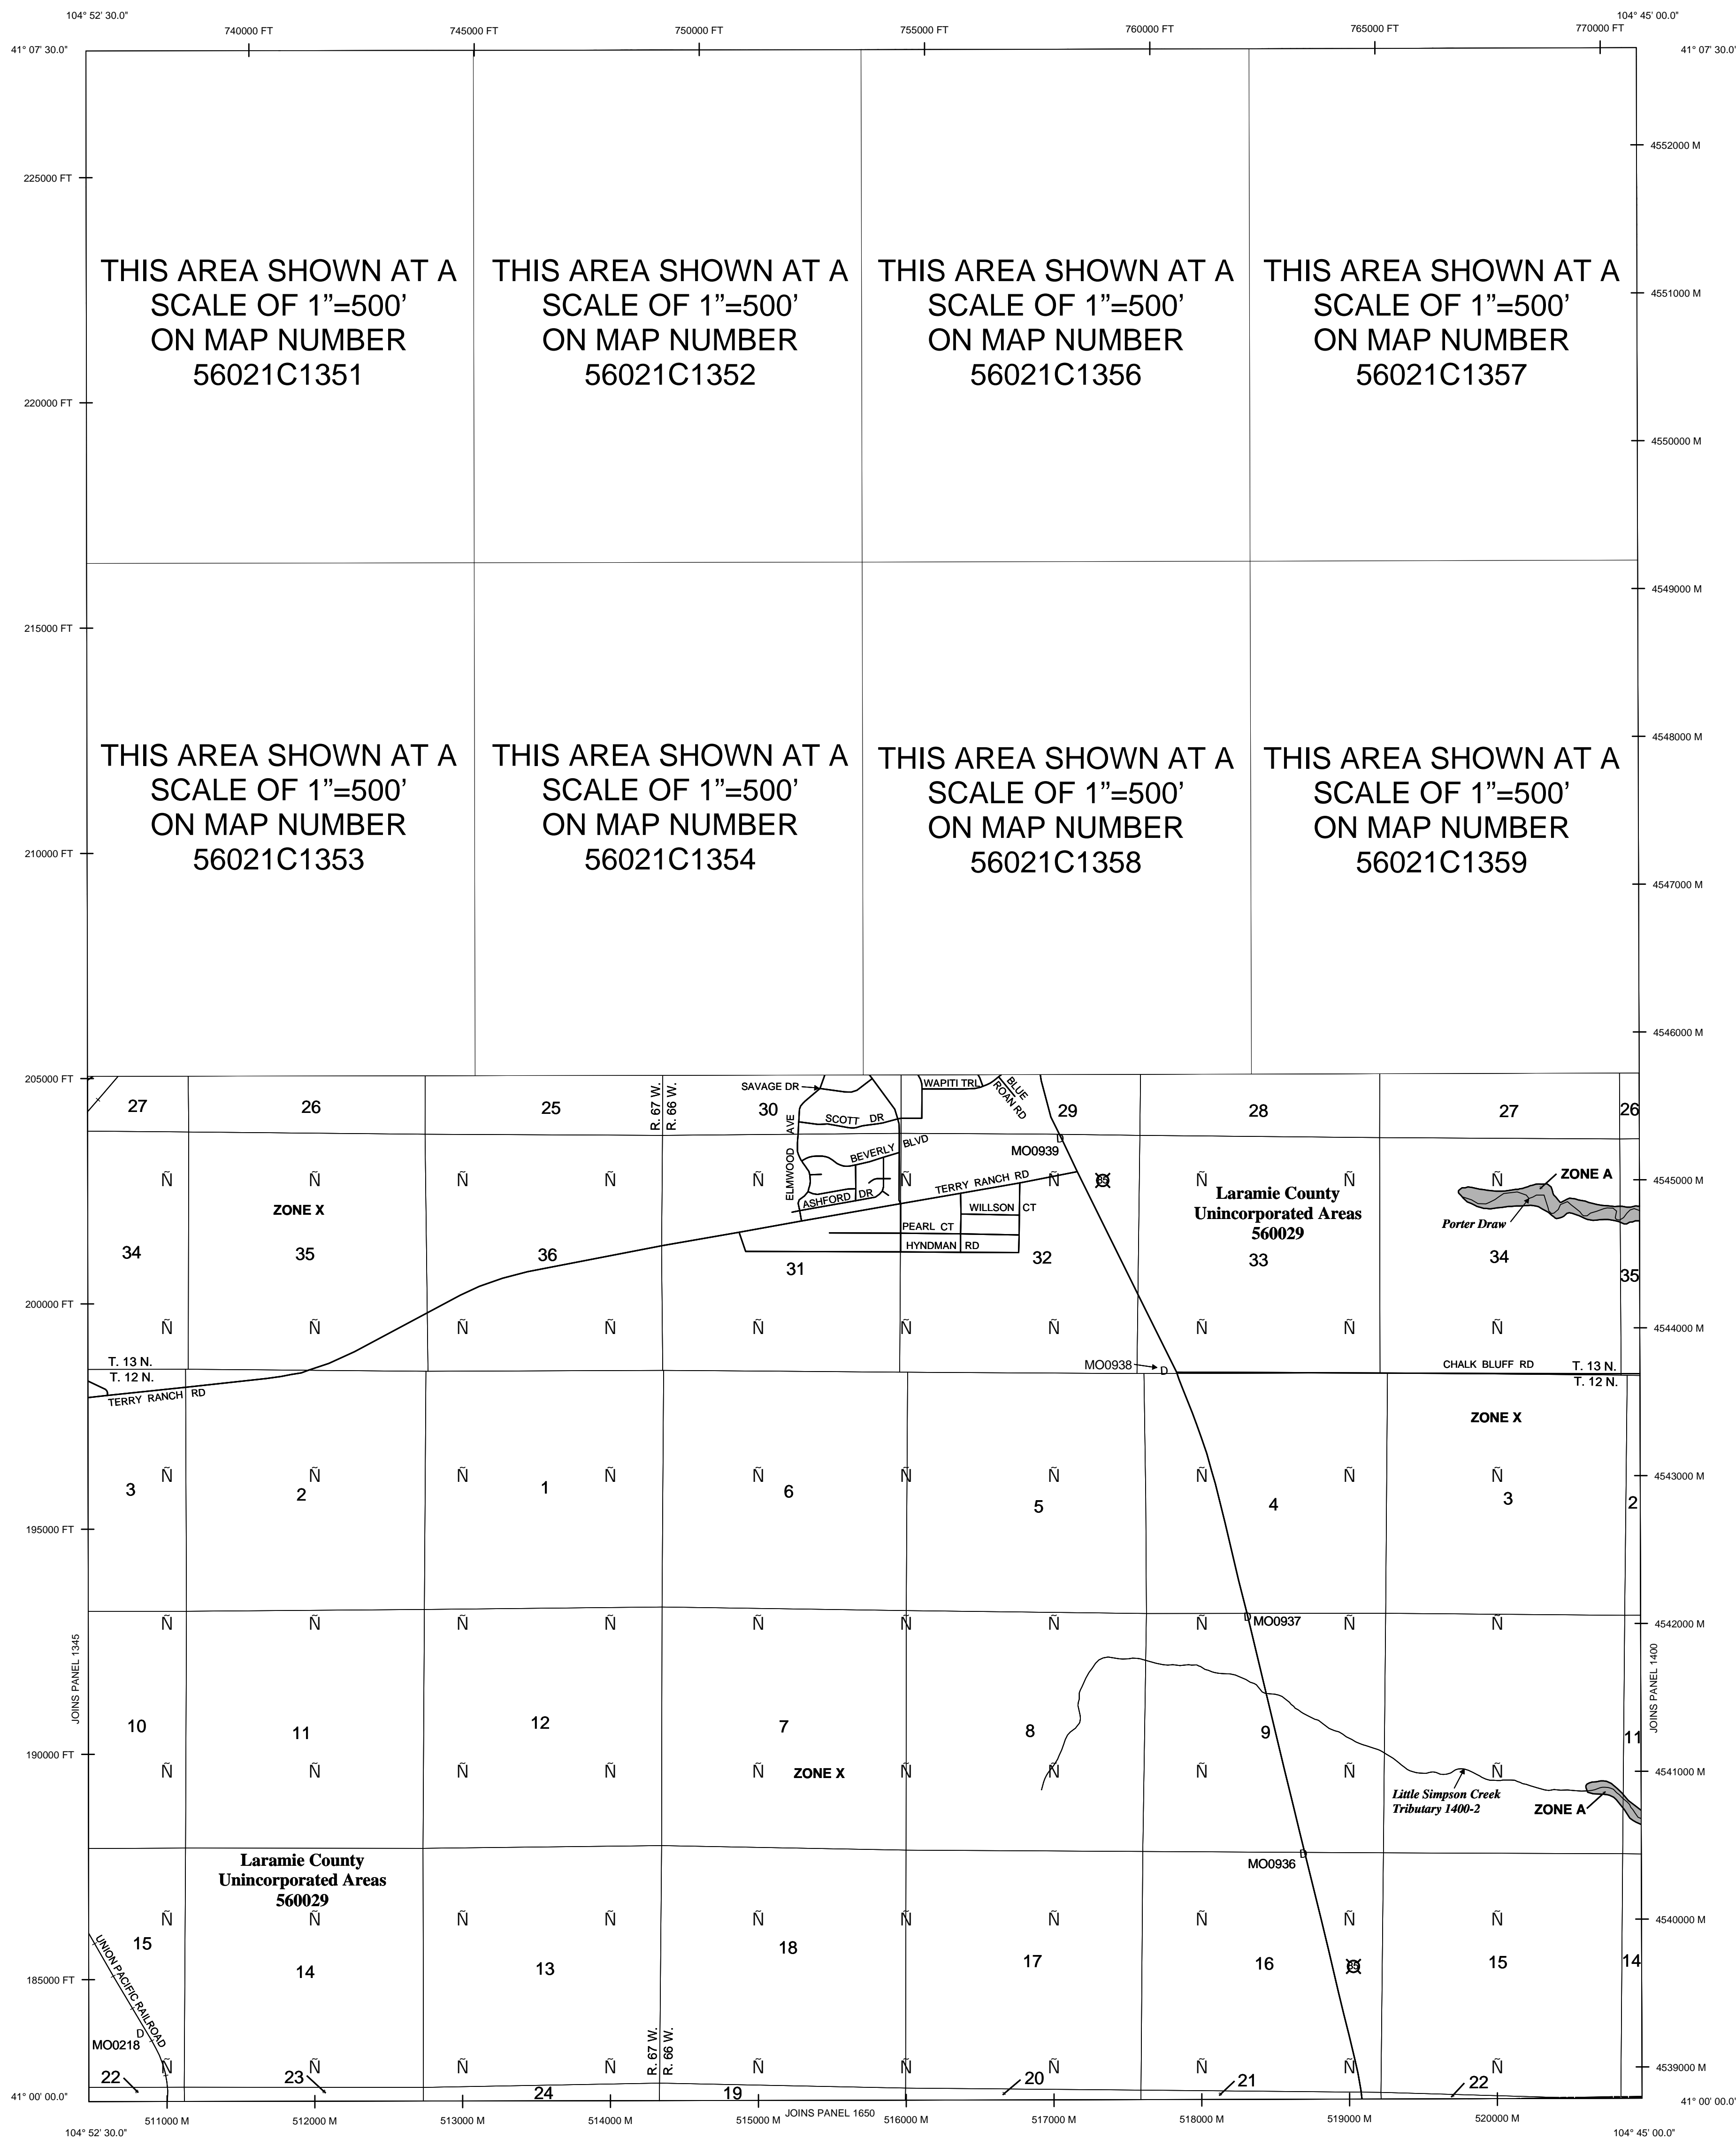 104° 52' 30.0"
104° 45' 00.0"
740000 FT
745000 FT
750000 FT
755000 FT
760000 FT
765000 FT
770000 FT
41° 07' 30.0"
41° 07' 30.0"
4552000 M
225000 FT
THIS AREA SHOWN AT A
SCALE OF 1”=500’
ON MAP NUMBER
56021C1351
THIS AREA SHOWN AT A
SCALE OF 1”=500’
ON MAP NUMBER
56021C1352
THIS AREA SHOWN AT A
SCALE OF 1”=500’
ON MAP NUMBER
56021C1356
THIS AREA SHOWN AT A
SCALE OF 1”=500’
ON MAP NUMBER
56021C1357
4551000 M
220000 FT
4550000 M
4549000 M
215000 FT
4548000 M
THIS AREA SHOWN AT A
SCALE OF 1”=500’
ON MAP NUMBER
56021C1353
THIS AREA SHOWN AT A
SCALE OF 1”=500’
ON MAP NUMBER
56021C1354
THIS AREA SHOWN AT A
SCALE OF 1”=500’
ON MAP NUMBER
56021C1358
THIS AREA SHOWN AT A
SCALE OF 1”=500’
ON MAP NUMBER
56021C1359
210000 FT
4547000 M
4546000 M
205000 FT
27
26
25
R. 67 W.
R. 66 W.
SAVAGE DR
30
ELMWOOD AVE
SCOTT DR
WAPITI TRL
BLUE
ROAN RD
29
28
27
26
BEVERLY BLVD
MO0939
D
Ñ Ñ Ñ Ñ Ñ Ñ Ñ Ñ Ñ Ñ
85
4545000 M
ZONE X
ASHFORD DR
TERRY RANCH RD
WILLSON CT
PEARL CT
HYNDMAN RD
Laramie County
Unincorporated Areas
560029
ZONE A
Porter Draw
34
35
36
31
32
33
34
35
200000 FT
Ñ Ñ Ñ Ñ Ñ Ñ Ñ Ñ Ñ Ñ
4544000 M
T. 13 N.
T. 12 N.
TERRY RANCH RD
MO0938
D
CHALK BLUFF RD
T. 13 N.
T. 12 N.
ZONE X
Ñ Ñ Ñ Ñ Ñ Ñ Ñ Ñ Ñ Ñ
4543000 M
3
2
1
6
5
4
3
2
195000 FT
Ñ Ñ Ñ Ñ Ñ Ñ Ñ Ñ Ñ Ñ
D
MO0937
4542000 M
JOINS PANEL 1345
JOINS PANEL 1400
10
11
12
7
8
9
11
190000 FT
Ñ Ñ Ñ Ñ Ñ Ñ Ñ Ñ Ñ Ñ
4541000 M
ZONE X
Little Simpson Creek
Tributary 1400-2
ZONE A
Laramie County
Unincorporated Areas
560029
D
MO0936
Ñ Ñ Ñ Ñ Ñ Ñ Ñ Ñ Ñ Ñ
4540000 M
15
14
13
18
17
16
85
15
14
185000 FT
UNION PACIFIC RAILROAD
D
MO0218
R. 67 W.
R. 66 W.
Ñ Ñ Ñ Ñ Ñ Ñ Ñ Ñ Ñ Ñ
4539000 M
22
23
24
19
20
21
22
41° 00' 00.0"
41° 00' 00.0"
511000 M
512000 M
513000 M
514000 M
515000 M
JOINS PANEL 1650
516000 M
517000 M
518000 M
519000 M
520000 M
104° 52' 30.0"
104° 45' 00.0"